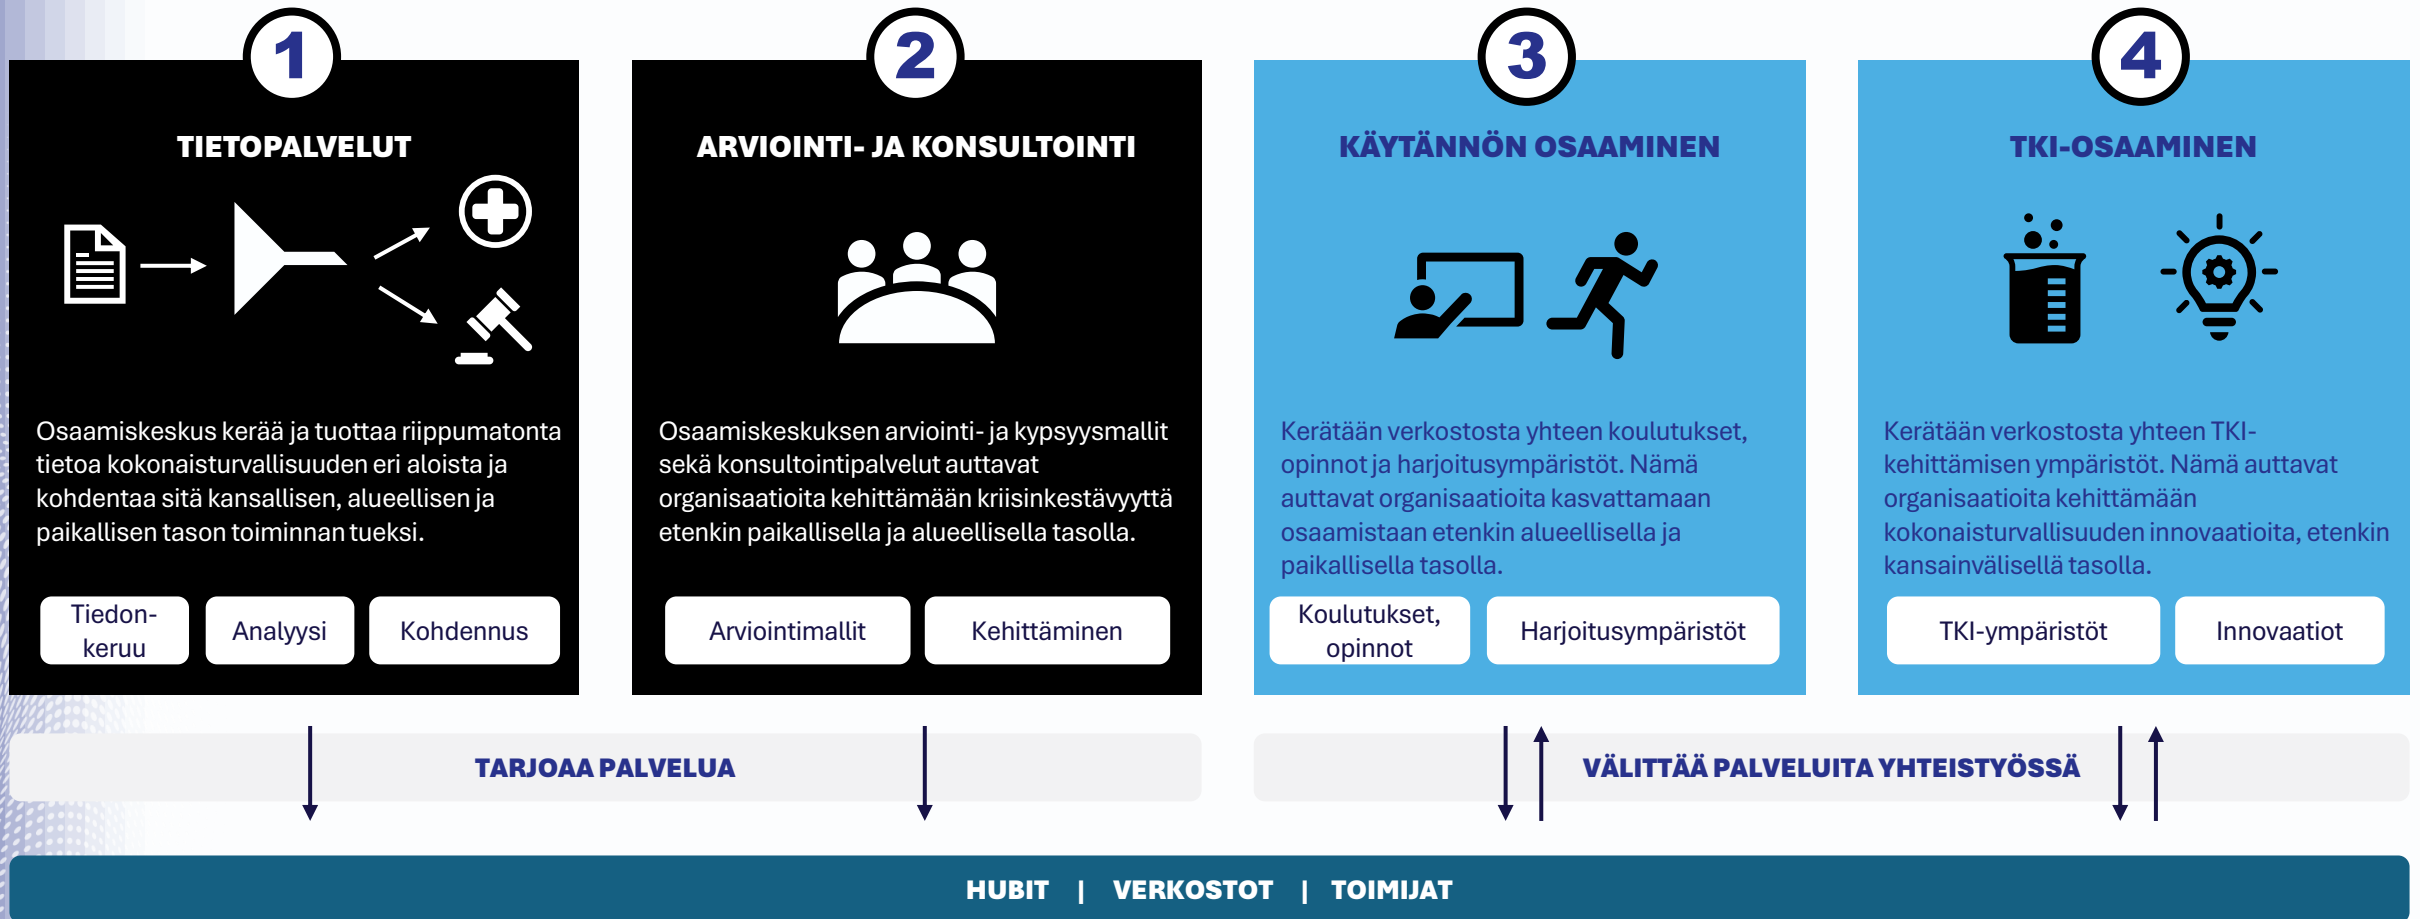 1
TIETOPALVELUT
Osaamiskeskus kerää ja tuottaa riippumatonta
tietoa kokonaisturvallisuuden eri aloista ja
kohdentaa sitä kansallisen, alueellisen ja
paikallisen tason toiminnan tueksi.
Tiedon-
keruu
Analyysi
Kohdennus
2
ARVIOINTI- JA KONSULTOINTI
Osaamiskeskuksen arviointi- ja kypsyysmallit
sekä konsultointipalvelut auttavat
organisaatioita kehittämään kriisinkestävyyttä
etenkin paikallisella ja alueellisella tasolla.
Arviointimallit
Kehittäminen
3
KÄYTÄNNÖN OSAAMINEN
Kerätään verkostosta yhteen koulutukset,
opinnot ja harjoitusympäristöt. Nämä
auttavat organisaatioita kasvattamaan
osaamistaan etenkin alueellisella ja
paikallisella tasolla.
Koulutukset,
opinnot
Harjoitusympäristöt
4
TKI-OSAAMINEN
Kerätään verkostosta yhteen TKI-
kehittämisen ympäristöt. Nämä auttavat
organisaatioita kehittämään
kokonaisturvallisuuden innovaatioita, etenkin
kansainvälisellä tasolla.
TKI-ympäristöt
Innovaatiot
TARJOAA PALVELUA
VÄLITTÄÄ PALVELUITA YHTEISTYÖSSÄ
HUBIT | VERKOSTOT | TOIMIJAT